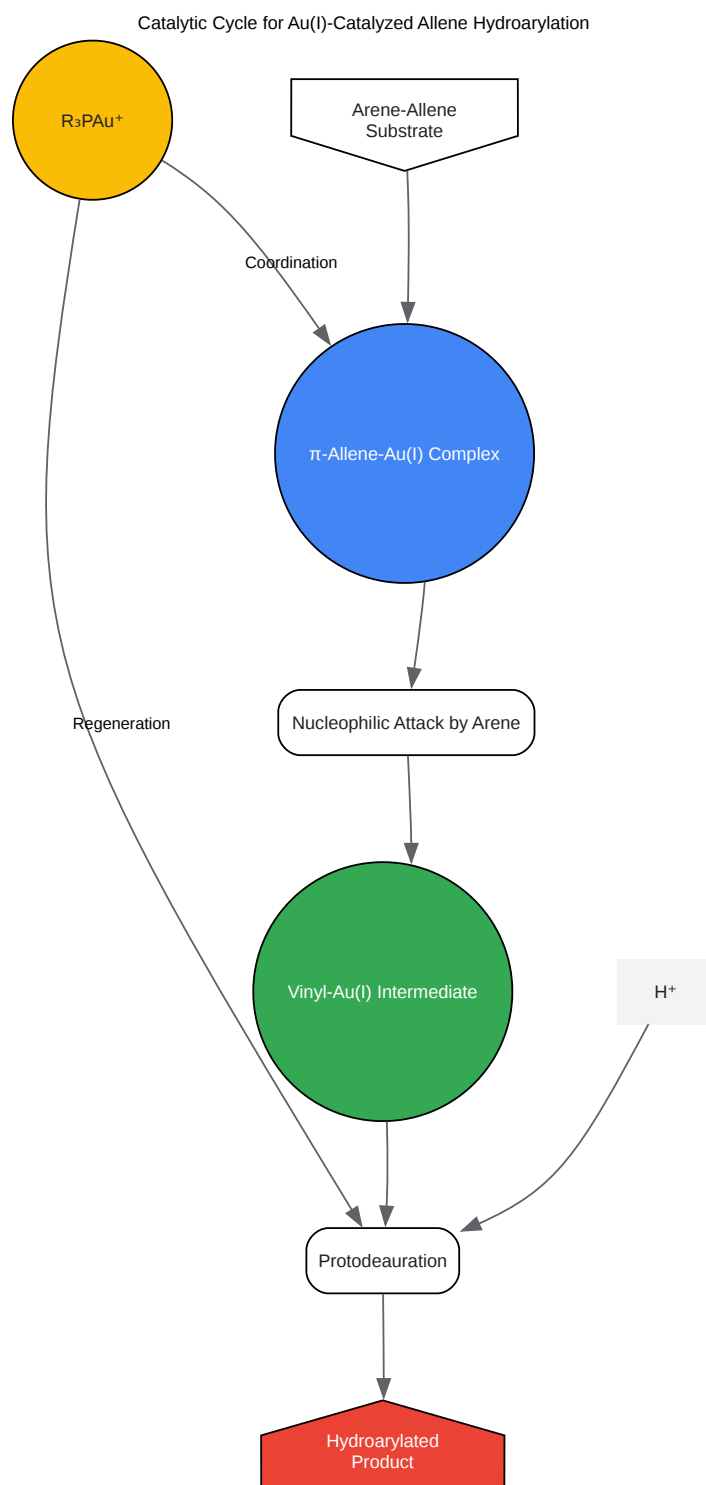 Catalytic Cycle for Au(I)-Catalyzed Allene Hydroarylation
R₃PAu⁺
Arene-Allene
Substrate
Coordination
π-Allene-Au(I) Complex
Nucleophilic Attack by Arene
Regeneration
Vinyl-Au(I) Intermediate
H⁺
Protodeauration
Hydroarylated
Product